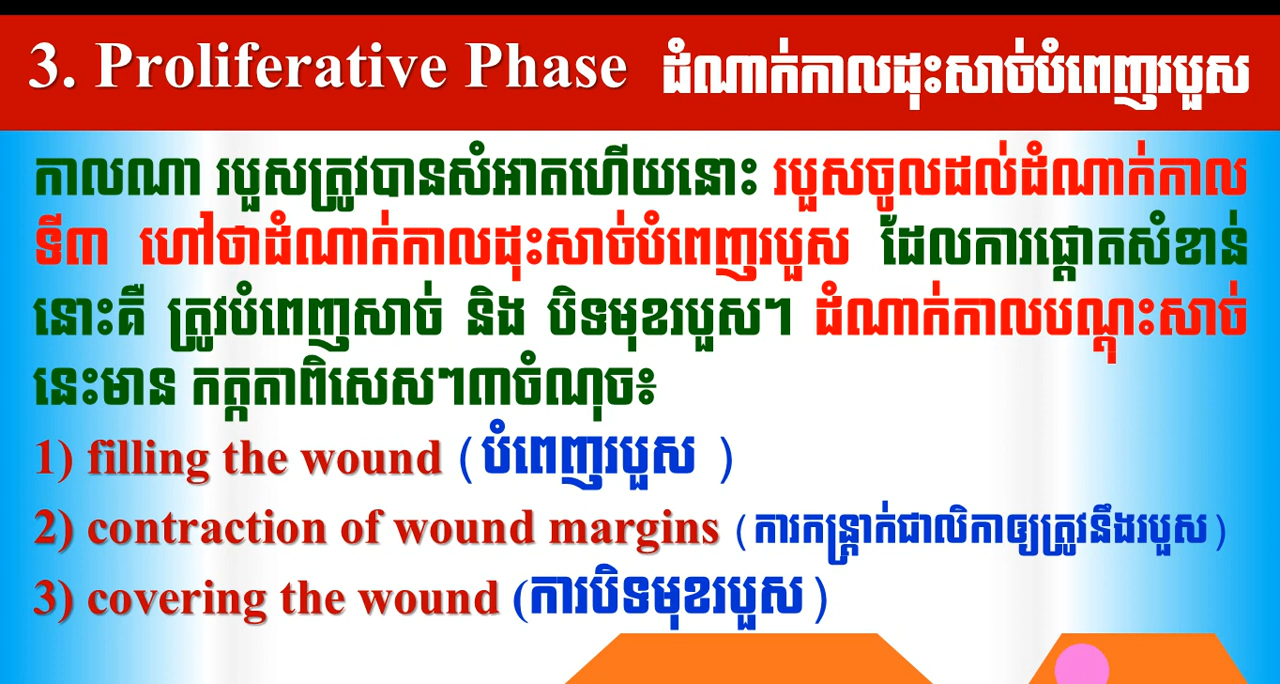 3. Proliferative Phase ដំណាក់កាលដុះសាច់បំពេញរបួស
កាលណា របួសត្រូវបានសំអាតហើយនោះ របួសចូលដល់ដំណាក់កាល
ទី៣ ហៅថាដំណាក់កាលដុះសាច់បំពេញរបួស ដែលការផ្តោតសំខាន់
នោះគឺ ត្រូវបំពេញសាច់ និង បិទមុខរបួស។ ដំណាក់កាលបណ្តុះសាច់
នេះមាន កត្តកតាពិសេសៗ៣ចំណុច៖
1) filling the wound (បំពេញរបួស )
2) contraction of wound margins (ការកន្ត្រាក់ជាលិកាឲ្យត្រូវនឹងរបួស)
3) covering the wound (ការបិទមុខរបួស)